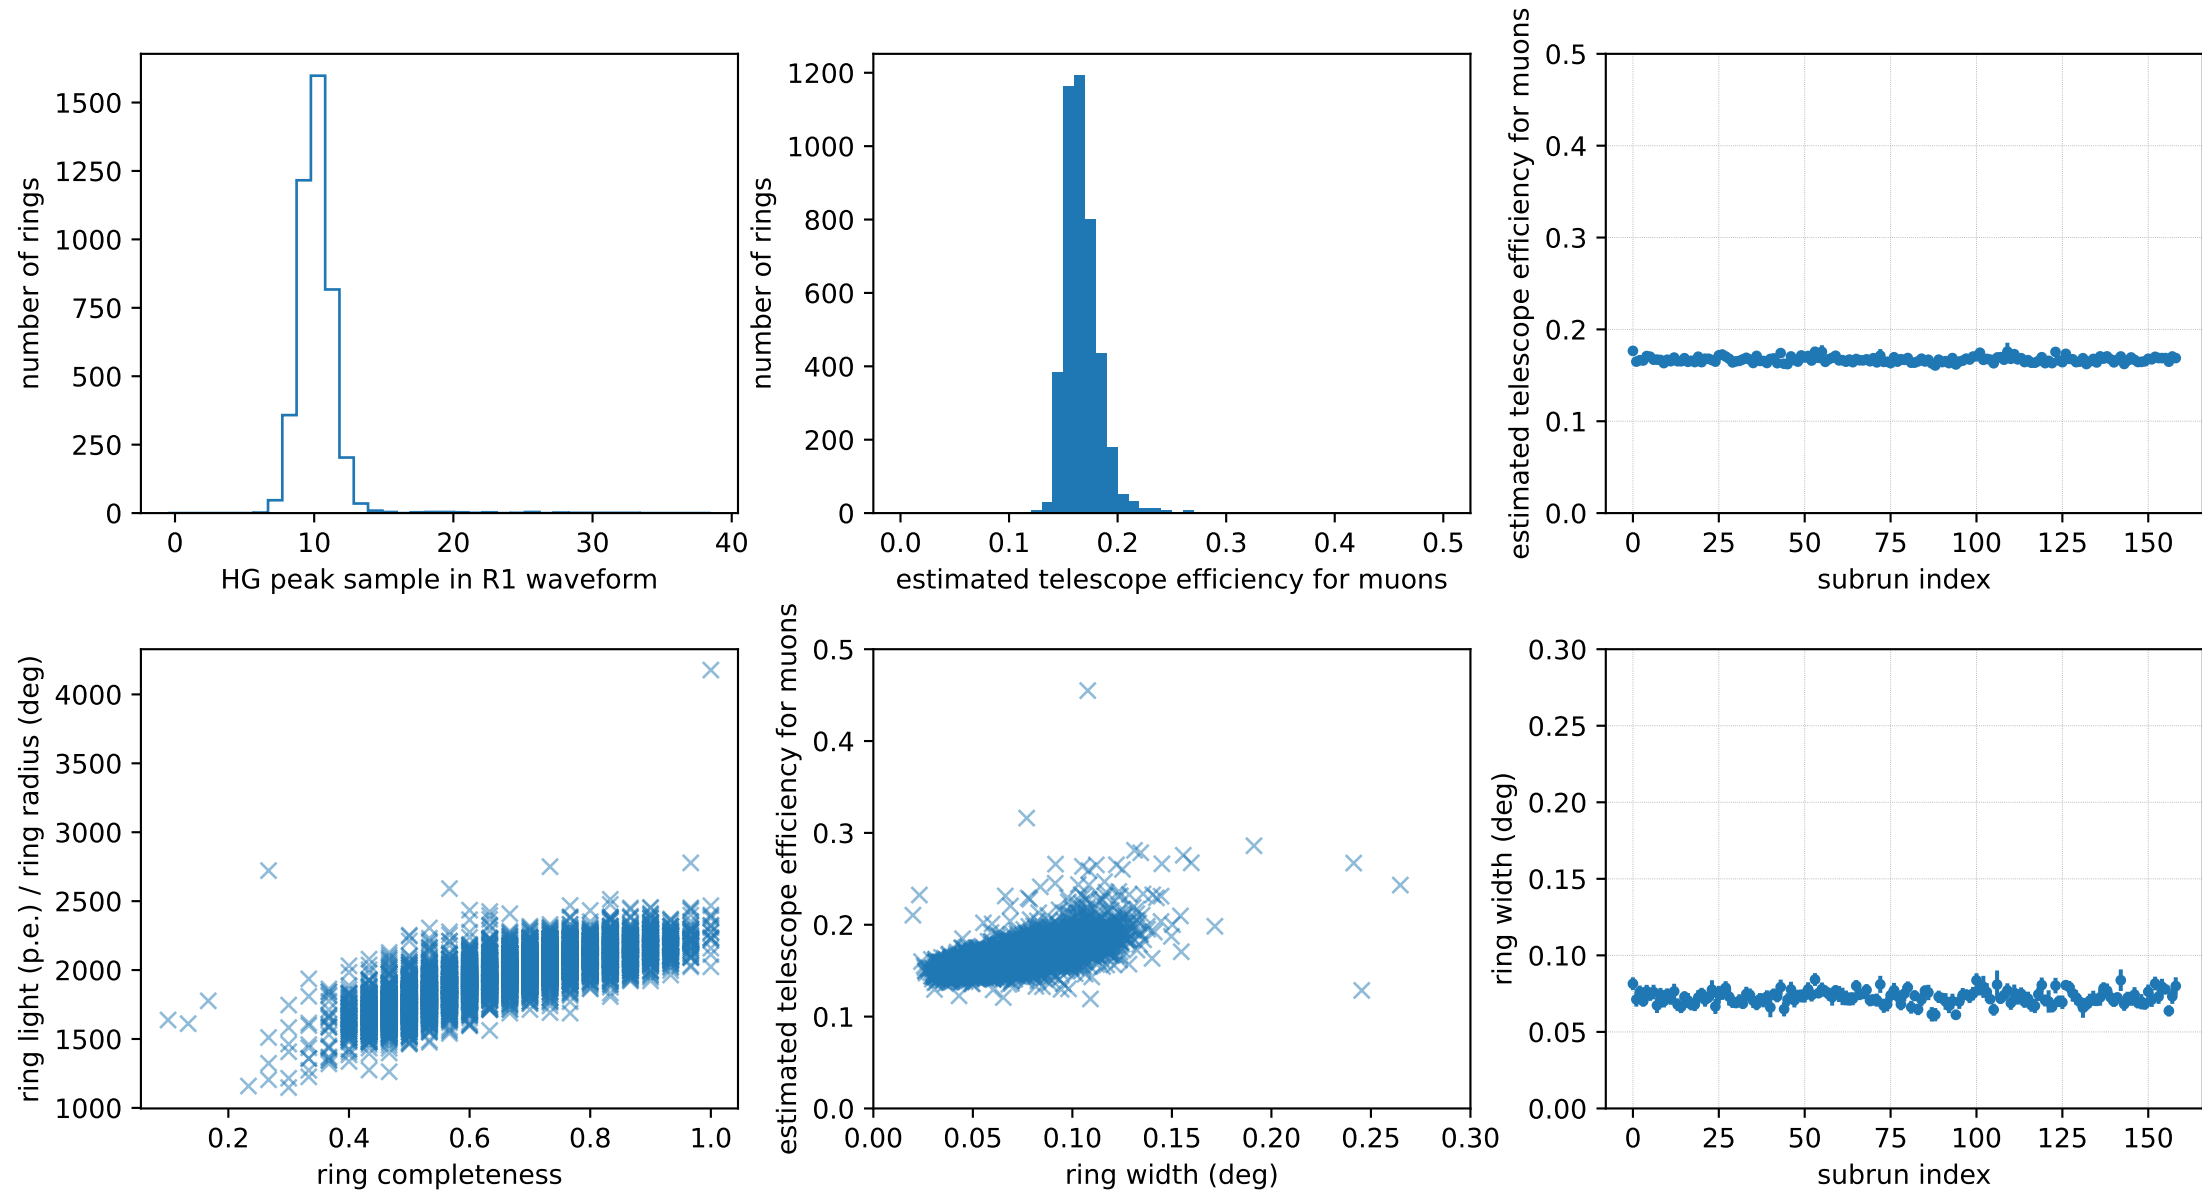 number of rings
1500
1250
1000
750
500
250
0
0 10 20 30 40
HG peak sample in R1 waveform
number of rings
1200
1000
800
600
400
200
0
0.0 0.1 0.2 0.3 0.4 0.5
estimated telescope efficiency for muons
estimated telescope efficiency for muons
0.5
0.4
0.3
0.2
0.1
0.0
0 25 50 75 100 125 150
subrun index
ring light (p.e.) / ring radius (deg)
4000
3500
3000
2500
2000
1500
1000
0.2 0.4 0.6 0.8 1.0
ring completeness
estimated telescope efficiency for muons
0.5
0.4
0.3
0.2
0.1
0.0
0.00 0.05 0.10 0.15 0.20 0.25 0.30
ring width (deg)
ring width (deg)
0.30
0.25
0.20
0.15
0.10
0.05
0.00
0 25 50 75 100 125 150
subrun index